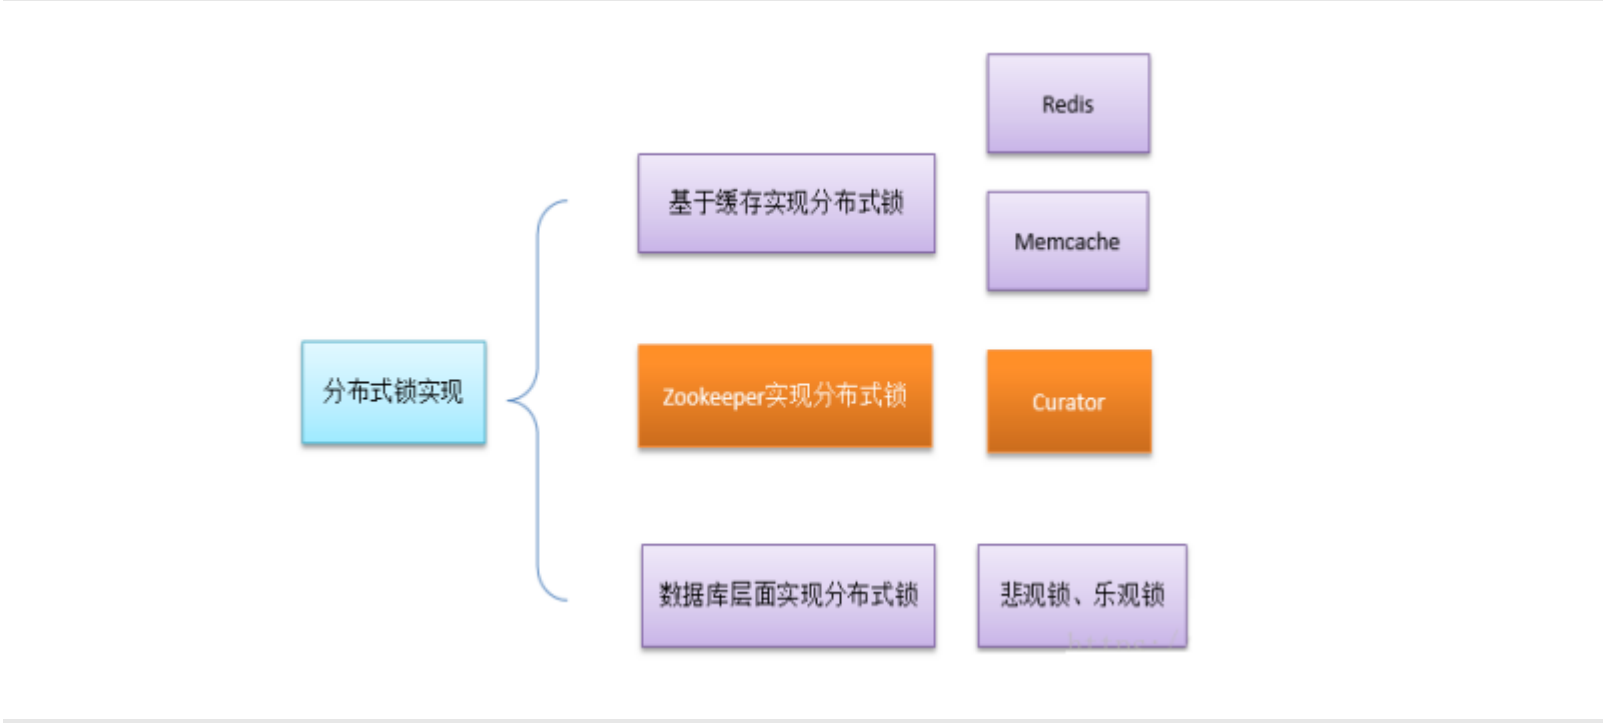 分布式锁实现
基于缓存实现分布式锁
Redis
Memcache
Zookeeper实现分布式锁
Curator
数据库层面实现分布式锁
悲观锁、乐观锁